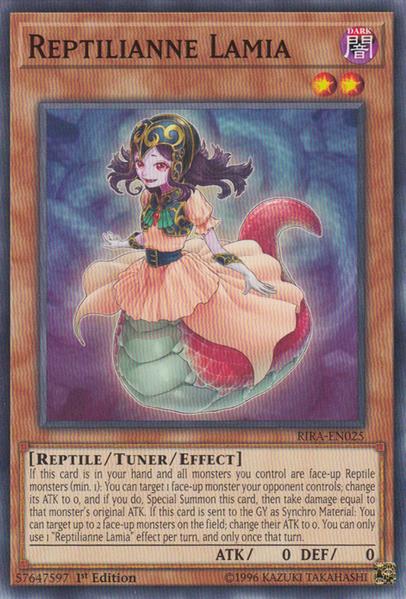 REPTILIANNE LAMIA
DARK
闇
RIRA-EN025
[REPTILE/TUNER/EFFECT]
If this card is in your hand and all monsters you control are face-up Reptile
monsters (min. 1): You can target 1 face-up monster your opponent controls; change
its ATK to 0, and if you do, Special Summon this card, then take damage equal to
that monster's original ATK. If this card is sent to the GY as Synchro Material: You
can target up to 2 face-up monsters on the field; change their ATK to 0. You can only
use 1 "Reptilianne Lamia" effect per turn, and only once that turn.
ATK/ 0 DEF/ 0
57647597 1st Edition ©1996 KAZUKI TAKAHASHI